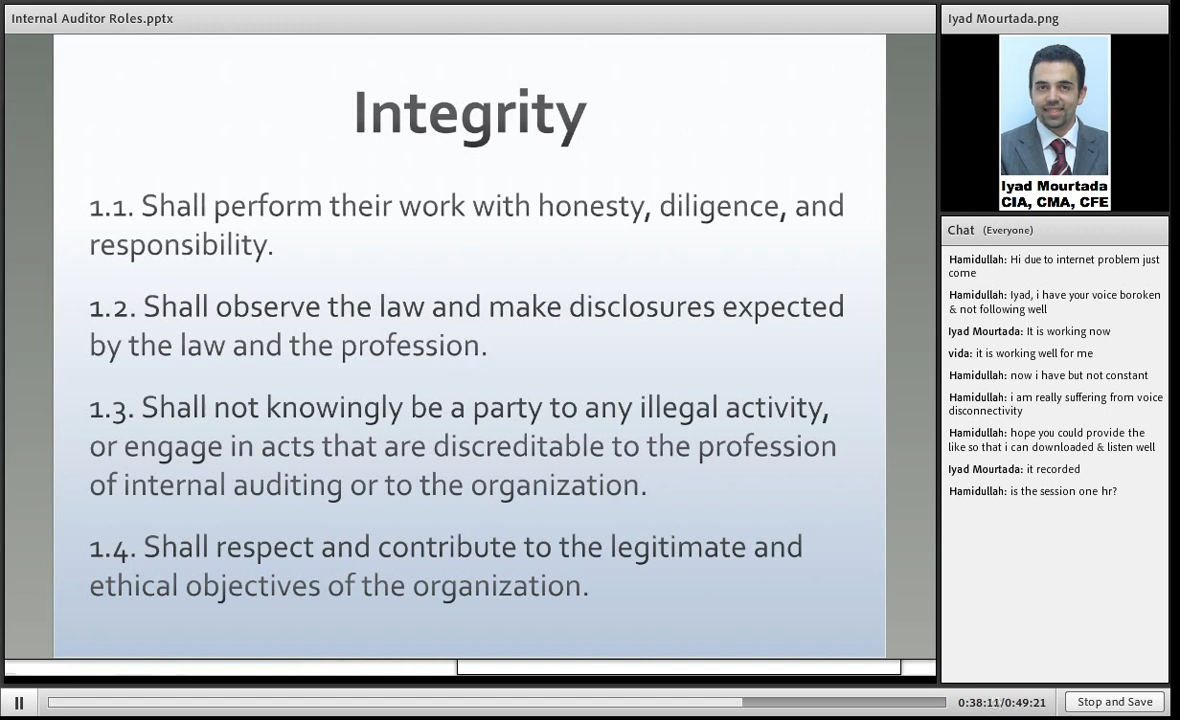 Internal Auditor Roles.pptx
Integrity
1.1. Shall perform their work with honesty, diligence, and
responsibility.
1.2. Shall observe the law and make disclosures expected
by the law and the profession.
1.3. Shall not knowingly be a party to any illegal activity,
or engage in acts that are discreditable to the profession
of internal auditing or to the organization.
1.4. Shall respect and contribute to the legitimate and
ethical objectives of the organization.
Iyad Mourtada.png
Iyad Mourtada
CIA, CMA, CFE
Chat (Everyone)
Hamidullah: Hi due to internet problem just
come
Hamidullah: Iyad, i have your voice boroken
& not following well
Iyad Mourtada: It is working now
vida: it is working well for me
Hamidullah: now i have but not constant
Hamidullah: i am really suffering from voice
disconnectivity
Hamidullah: hope you could provide the
like so that i can downloaded & listen well
Iyad Mourtada: it recorded
Hamidullah: is the session one hr?
0:38:11/0:49:21
Stop and Save